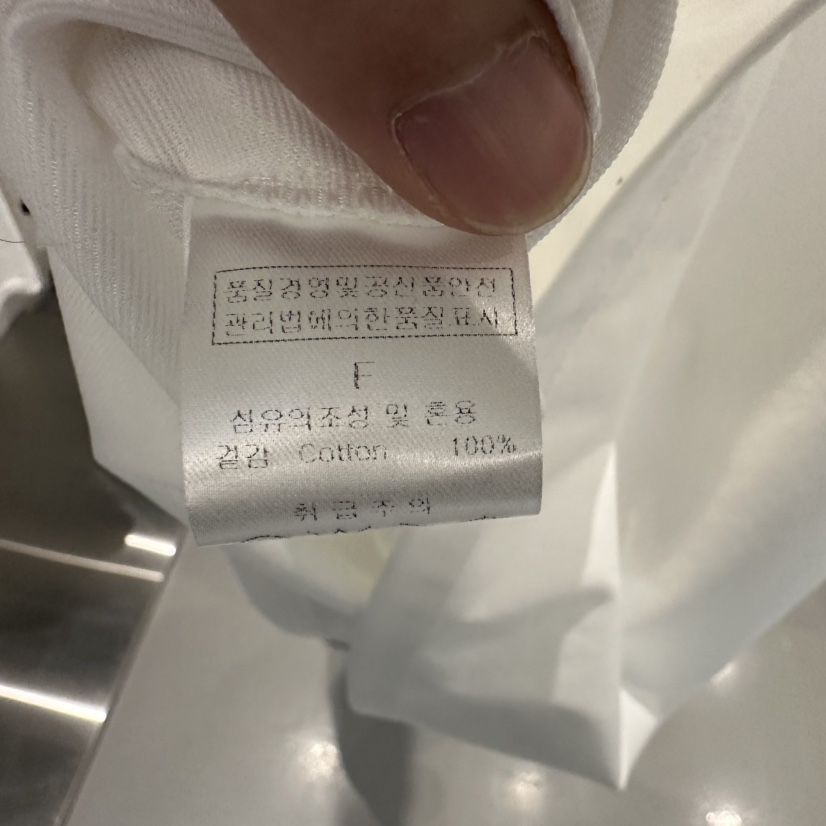 품질경영및공산품안전
관리법에의한품질표시
F
섬유의조성 및 혼용
겉감 Cotton 100%
취급주의